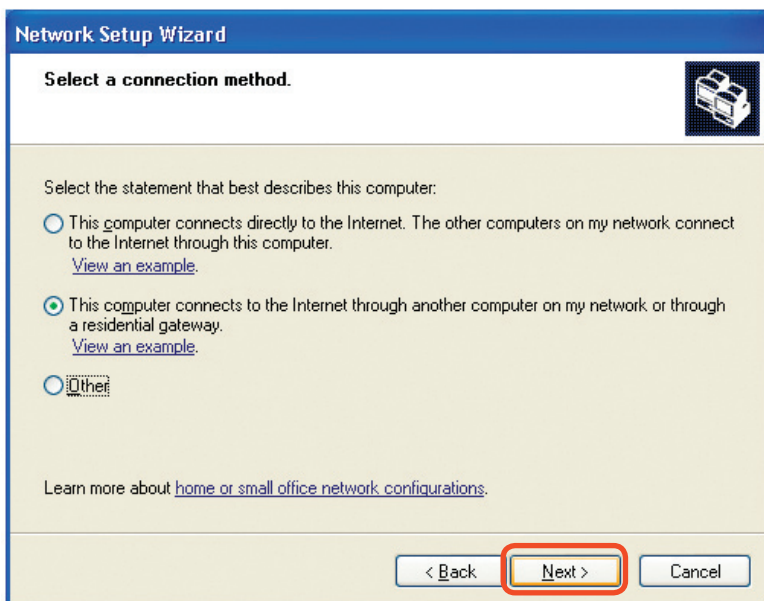 Network Setup Wizard
Select a connection method.
Select the statement that best describes this computer:
This computer connects directly to the Internet. The other computers on my network connect
to the Internet through this computer.
View an example.
This computer connects to the Internet through another computer on my network or through
a residential gateway.
View an example.
Other
Learn more about home or small office network configurations.
< Back
Next >
Cancel